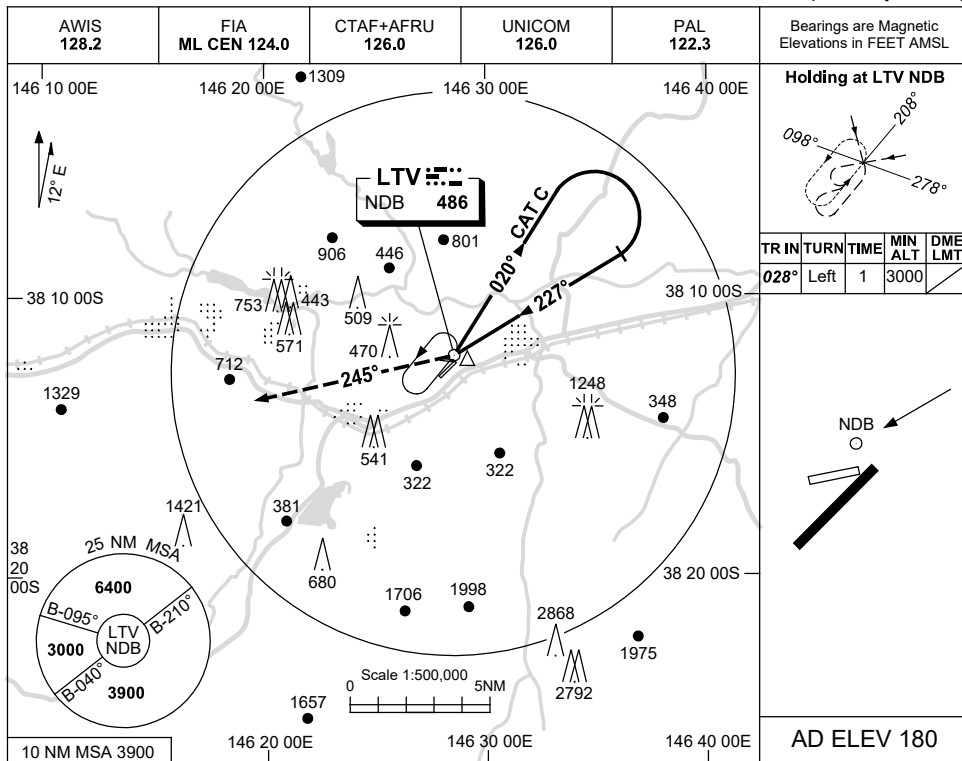 AWIS
128.2
FIA
ML CEN 124.0
CTAF+AFRU
126.0
UNICOM
126.0
PAL
122.3
Bearings are Magnetic
Elevations in FEET AMSL
146 10 00E
146 20 00E
1309
146 30 00E
146 40 00E
12° E
LTV
NDB 486
020° CAT C
227°
245°
906
446
801
38 10 00S
38 10 00S
753
443
509
571
470
712
1329
1248
348
541
322
322
381
1421
680
38
20
00S
38 20 00S
1706
1998
2868
1975
2792
1657
25 NM MSA
6400
B-095°
B-210°
3000
LTV
NDB
B-040°
3900
Scale 1:500,000
0
5NM
10 NM MSA 3900
146 20 00E
146 30 00E
146 40 00E
Holding at LTV NDB
208°
098°
278°
TR IN TURN TIME MIN ALT DME LMT
028° Left 1 3000
NDB
AD ELEV 180